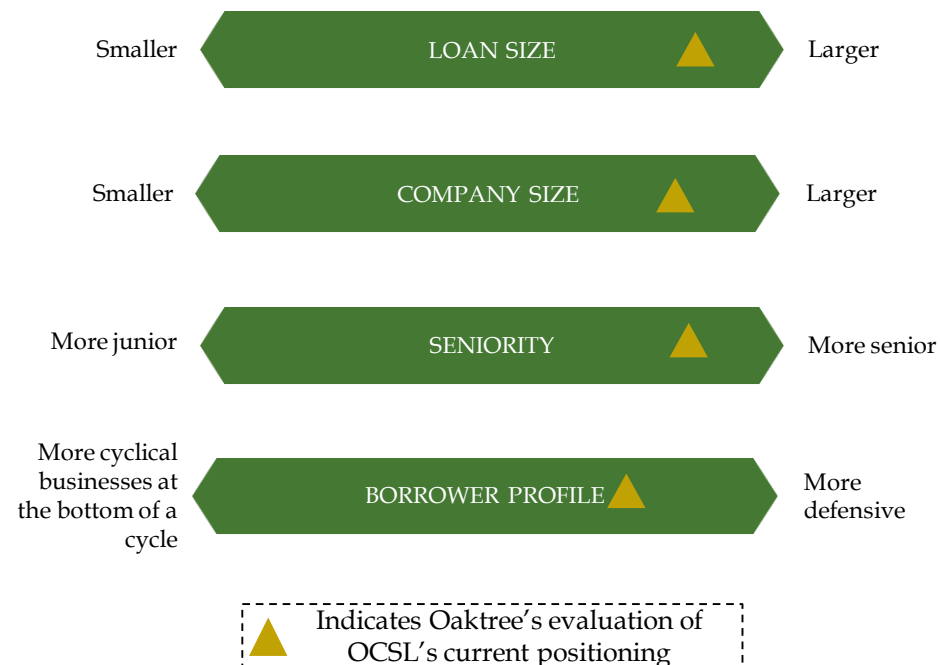 Smaller
LOAN SIZE
Larger
Smaller
COMPANY SIZE
Larger
More junior
SENIORITY
More senior
More cyclical
businesses at
the bottom of a
cycle
BORROWER PROFILE
More
defensive
Indicates Oaktree’s evaluation of
OCSL’s current positioning